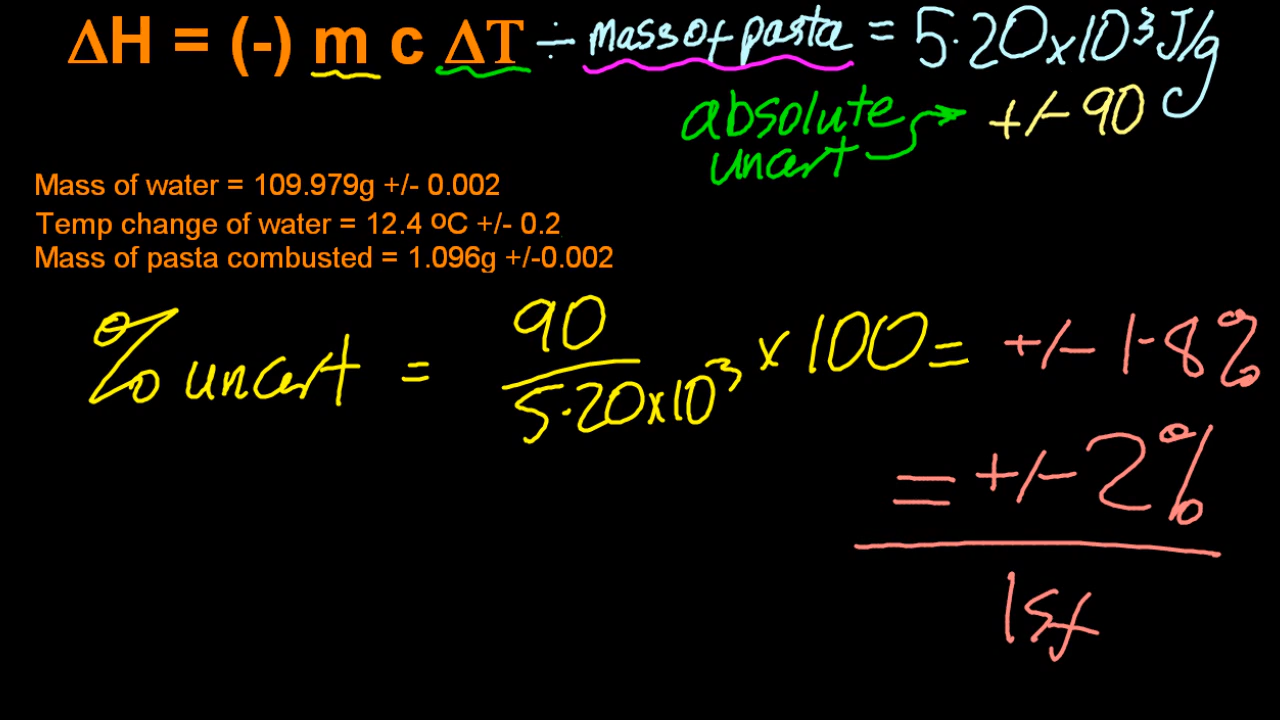 ΔH = (-) m c ΔT ÷ mass of pasta = 5.20x10³ J/g
absolute uncert → +/- 90
Mass of water = 109.979g +/- 0.002
Temp change of water = 12.4 ºC +/- 0.2
Mass of pasta combusted = 1.096g +/-0.002
% uncert = 90 / 5.20x10³ x 100 = +/- 1.8%
= +/- 2%
1sf